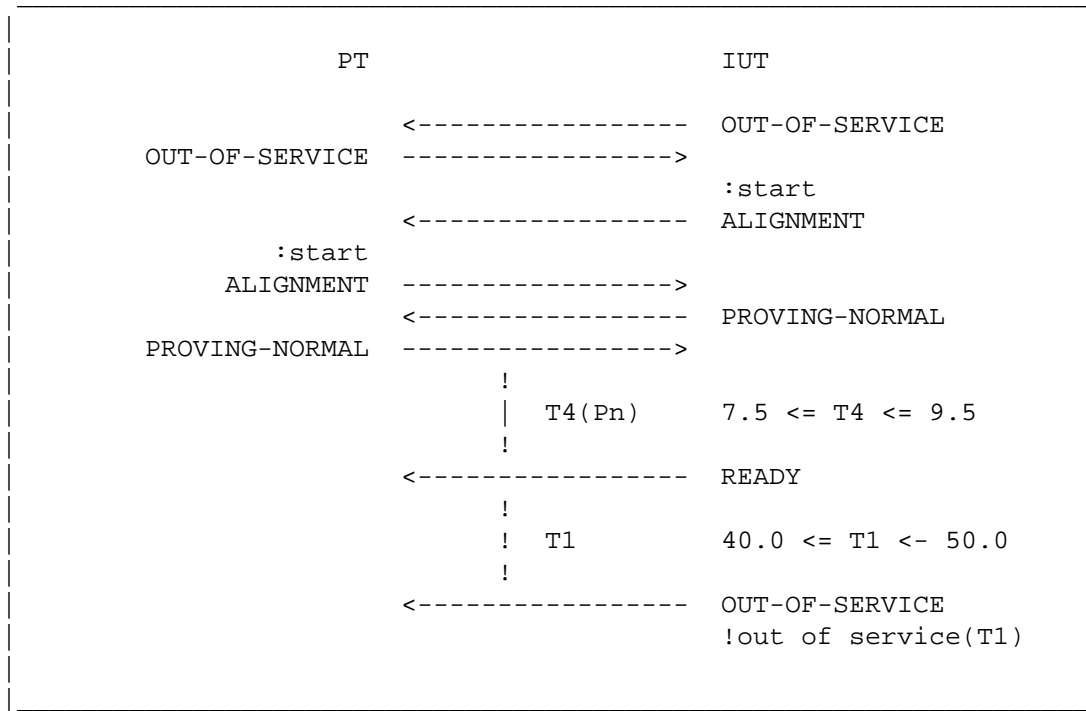 PT IUT
<----------------- OUT-OF-SERVICE
OUT-OF-SERVICE ----------------->
:start
<----------------- ALIGNMENT
:start
ALIGNMENT ----------------->
<----------------- PROVING-NORMAL
PROVING-NORMAL ----------------->
!
| T4(Pn) 7.5 <= T4 <= 9.5
!
<----------------- READY
!
! T1 40.0 <= T1 <- 50.0
!
<----------------- OUT-OF-SERVICE
!out of service(T1)